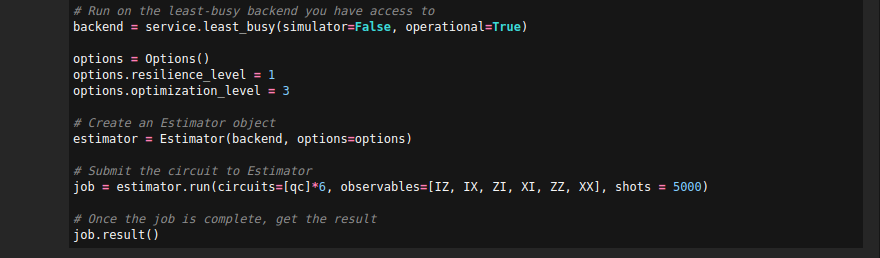 # Run on the least-busy backend you have access to
backend = service.least_busy(simulator=False, operational=True)
options = Options()
options.resilience_level = 1
options.optimization_level = 3
# Create an Estimator object
estimator = Estimator(backend, options=options)
# Submit the circuit to Estimator
job = estimator.run(circuits=[qc]*6, observables=[IZ, IX, ZI, XI, ZZ, XX], shots = 5000)
# Once the job is complete, get the result
job.result()